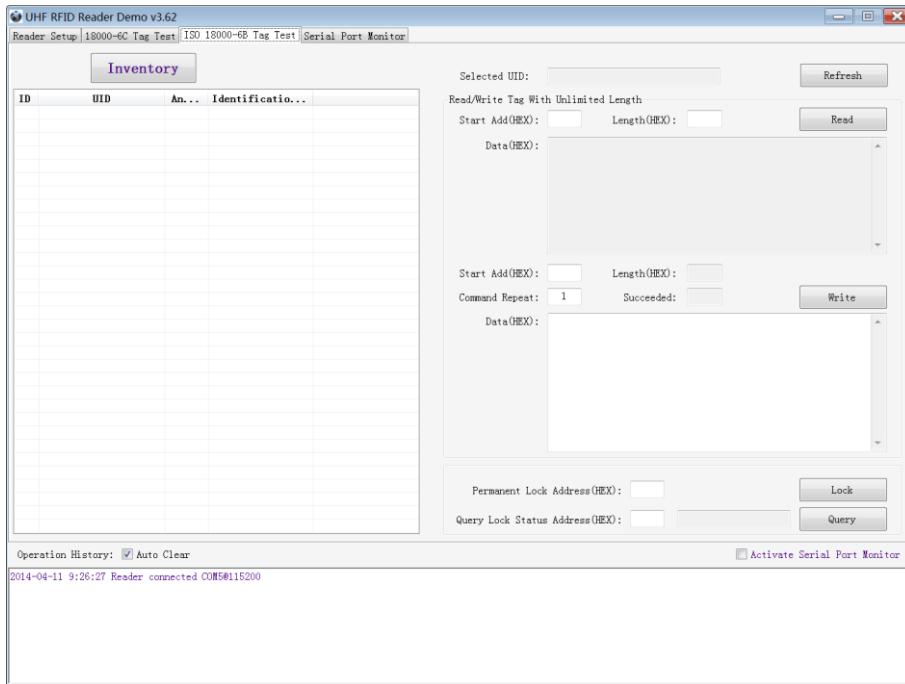 UHF RFID Reader Demo v3.62
Reader Setup 18000-6C Tag Test ISO 18000-6B Tag Test Serial Port Monitor
Inventory
ID UID An... Identificatio...
Selected UID: Refresh
Read/Write Tag With Unlimited Length
Start Add(HEX): Length(HEX): Read
Data(HEX):
Start Add(HEX): Length(HEX):
Command Repeat: 1 Succeeded: Write
Data(HEX):
Permanent Lock Address(HEX): Lock
Query Lock Status Address(HEX): Query
Operation History: Auto Clear Activate Serial Port Monitor
2014-04-11 9:26:27 Reader connected COM5@115200